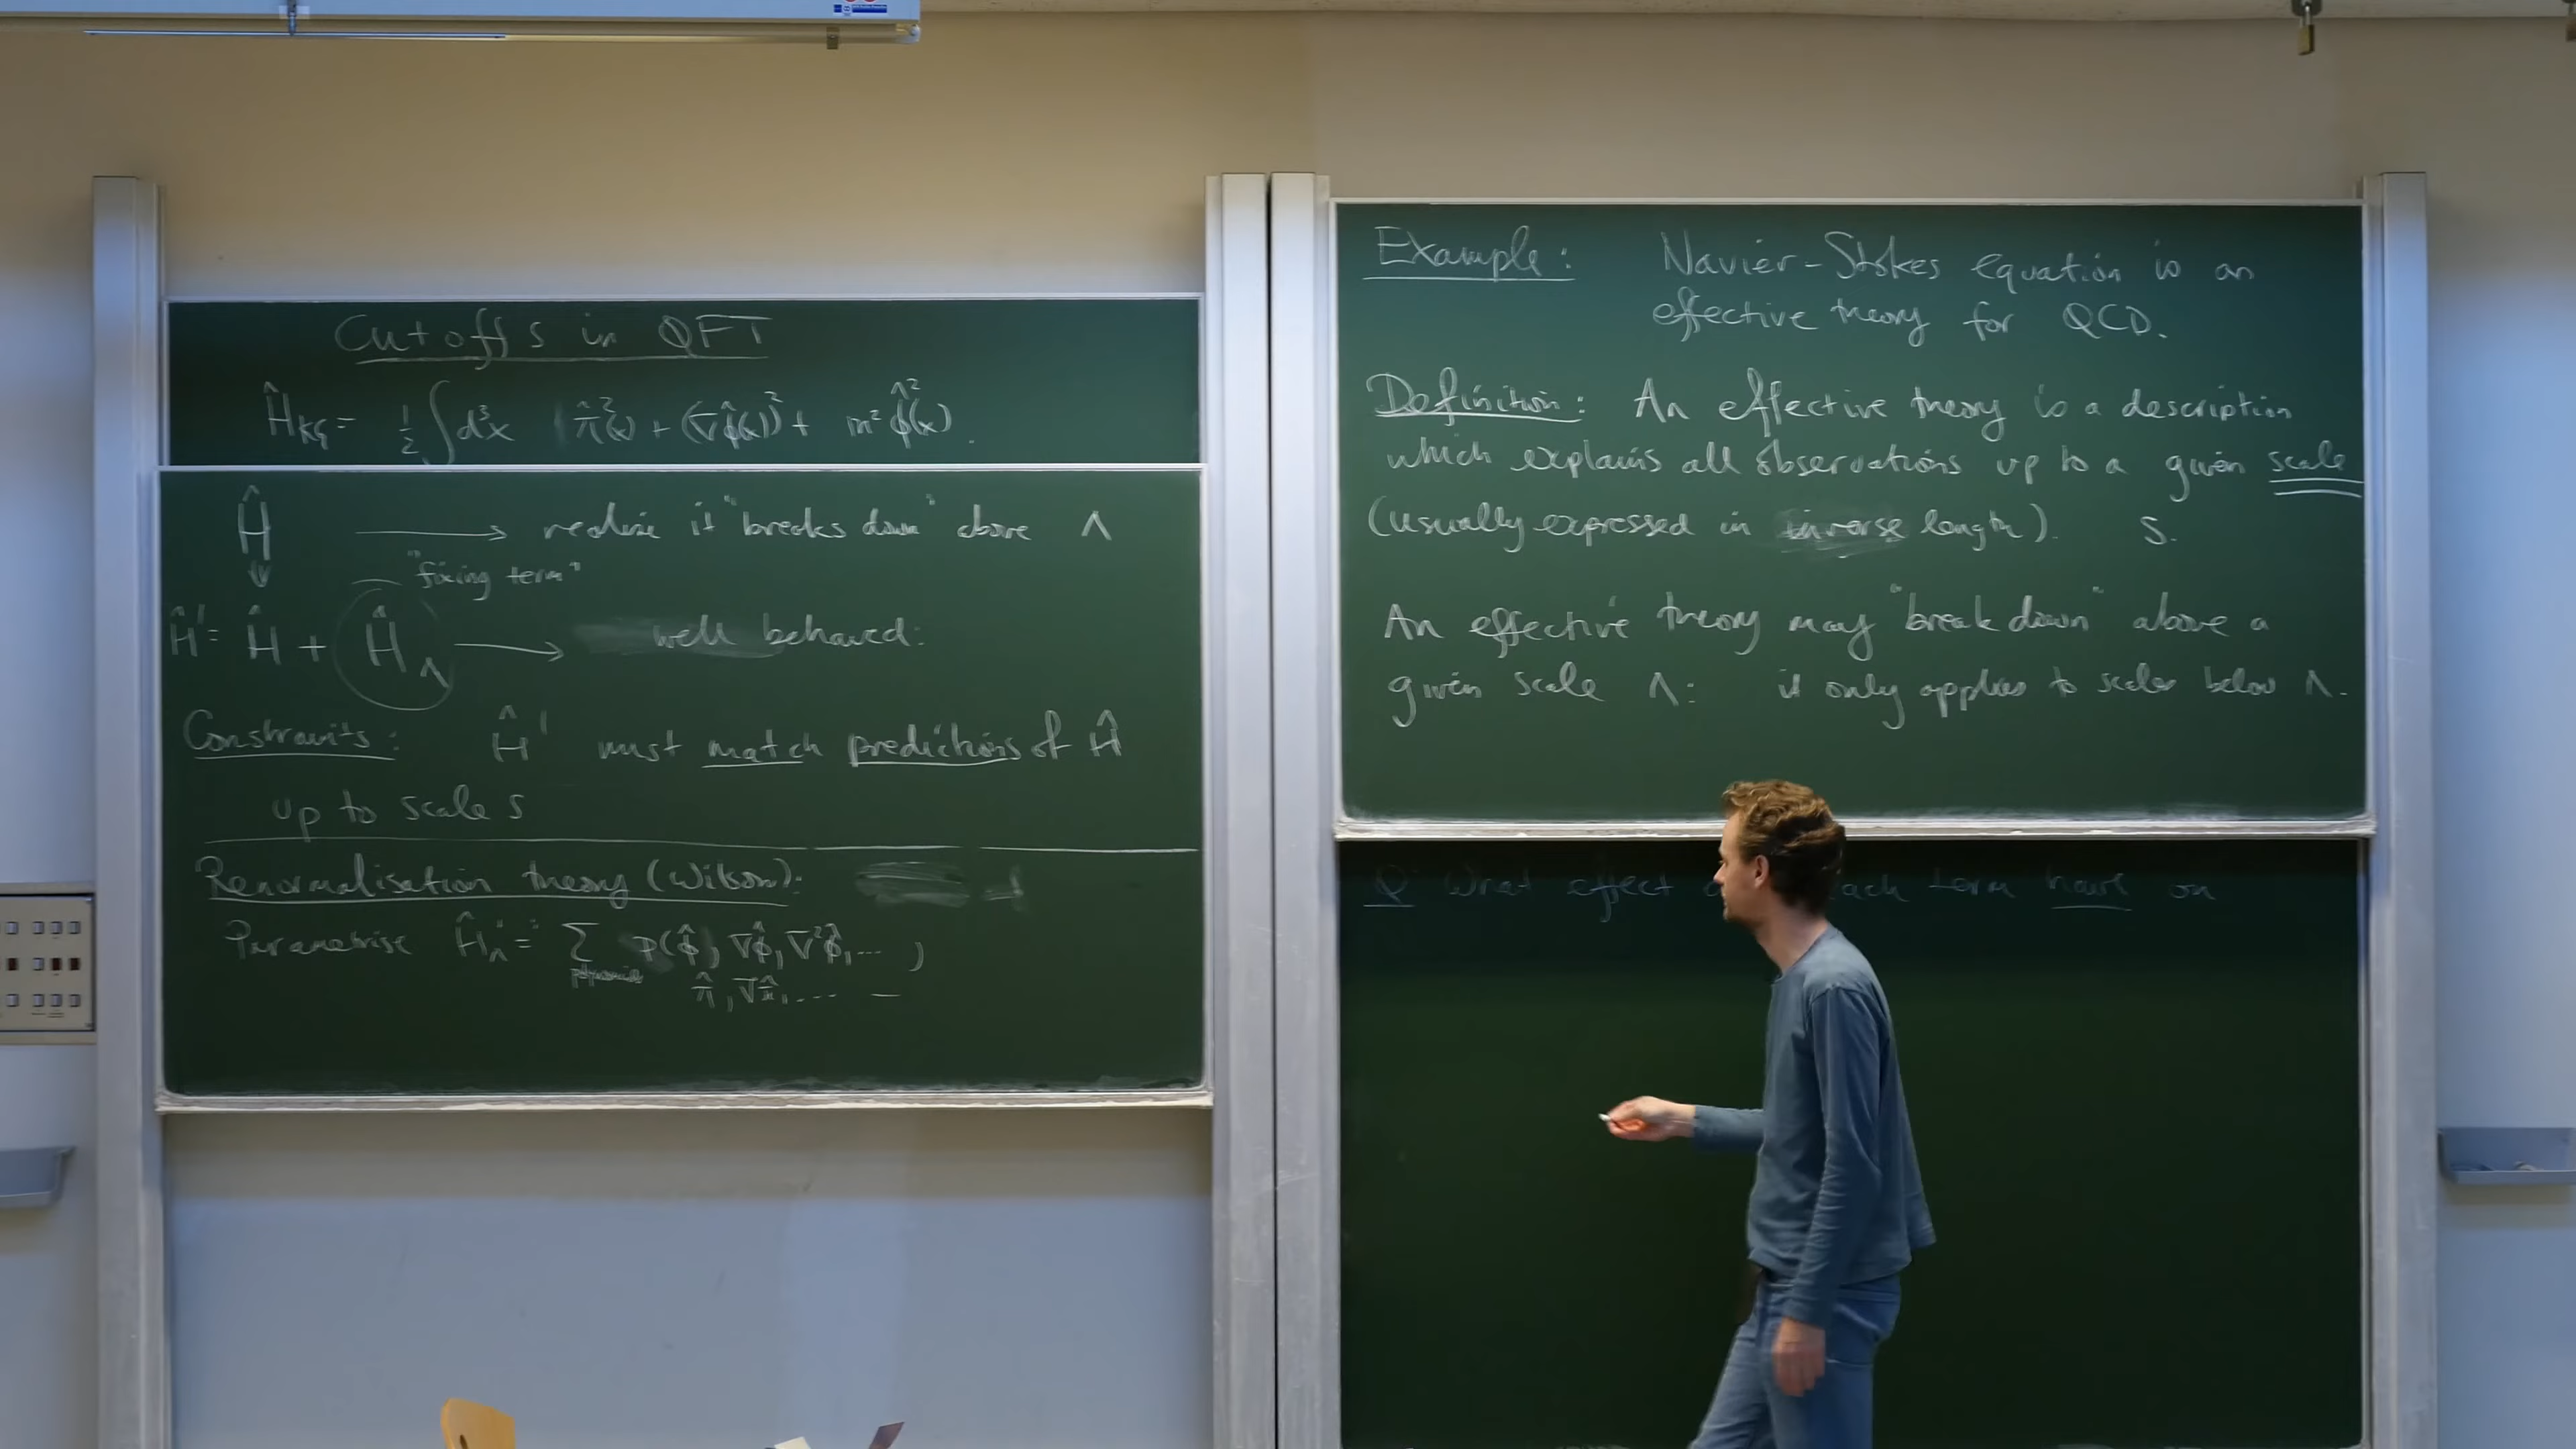 Cutoffs in QFT
Ĥ_KG = 1/2 ∫d³x π̂²(x) + (∇φ̂(x))² + m² φ̂²(x).
Ĥ → realise it "breaks down" above Λ
"fixing term"
Ĥ' = Ĥ + Ĥ_Λ → well behaved:
Constraints: Ĥ' must match predictions of Ĥ
up to scale s
Renormalisation theory (Wilson):
Parametrise Ĥ_Λ "=" ∑ p(φ̂, ∇φ̂, ∇²φ̂, ... )
polynomials π̂, ∇π̂, ....
Example: Navier-Stokes equation is an
effective theory for QCD.
Definition: An effective theory is a description
which explains all observations up to a given scale
(usually expressed in inverse length). s.
An effective theory may "break down" above a
given scale Λ: it only applies to scales below Λ.
Q: What effect each term have on